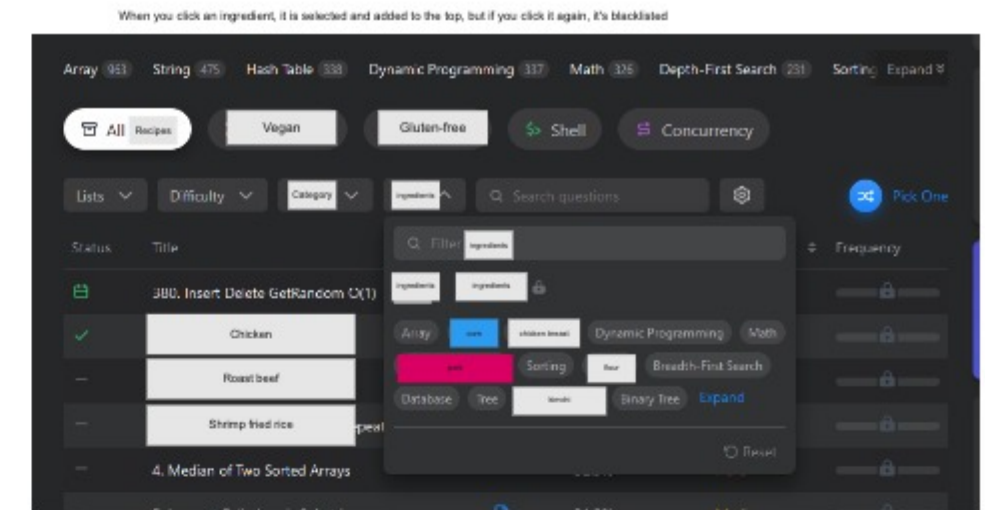 When you click an ingredient, it is selected and added to the top, but if you click it again, it's blacklisted
Array 963 String 475 Hash Table 338 Dynamic Programming 337 Math 326 Depth-First Search 231 Sorting Expand
All Recipes Vegan Gluten-free Shell Concurrency
Lists Difficulty Category ingredients Search questions Pick One
Status Title Filter ingredients Frequency
380. Insert Delete GetRandom O(1) ingredients ingredients
Chicken Array chicken breast Dynamic Programming Math
Roast beef Sorting flour Breadth-First Search
Database Tree Binary Tree Expand
Shrimp fried rice
Reset
4. Median of Two Sorted Arrays